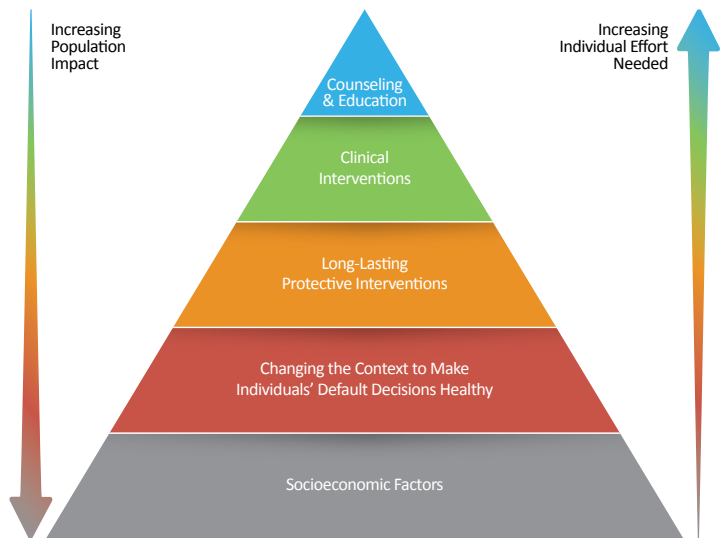 Increasing
Population
Impact
Increasing
Individual Effort
Needed
Counseling
& Education
Clinical
Interventions
Long-Lasting
Protective Interventions
Changing the Context to Make
Individuals’ Default Decisions Healthy
Socioeconomic Factors